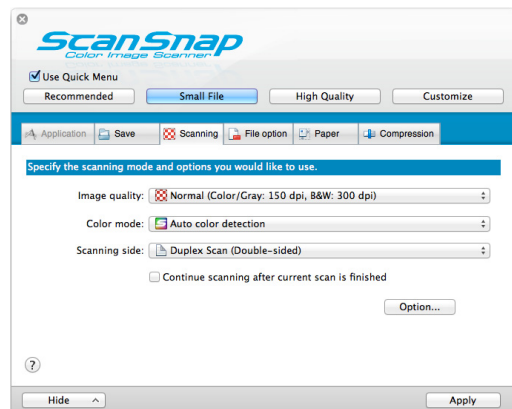 ScanSnap
Color Image Scanner
Use Quick Menu
Recommended Small File High Quality Customize
Application Save Scanning File option Paper Compression
Specify the scanning mode and options you would like to use.
Image quality: Normal (Color/Gray: 150 dpi, B&W: 300 dpi)
Color mode: Auto color detection
Scanning side: Duplex Scan (Double-sided)
Continue scanning after current scan is finished
Option...
?
Hide Apply